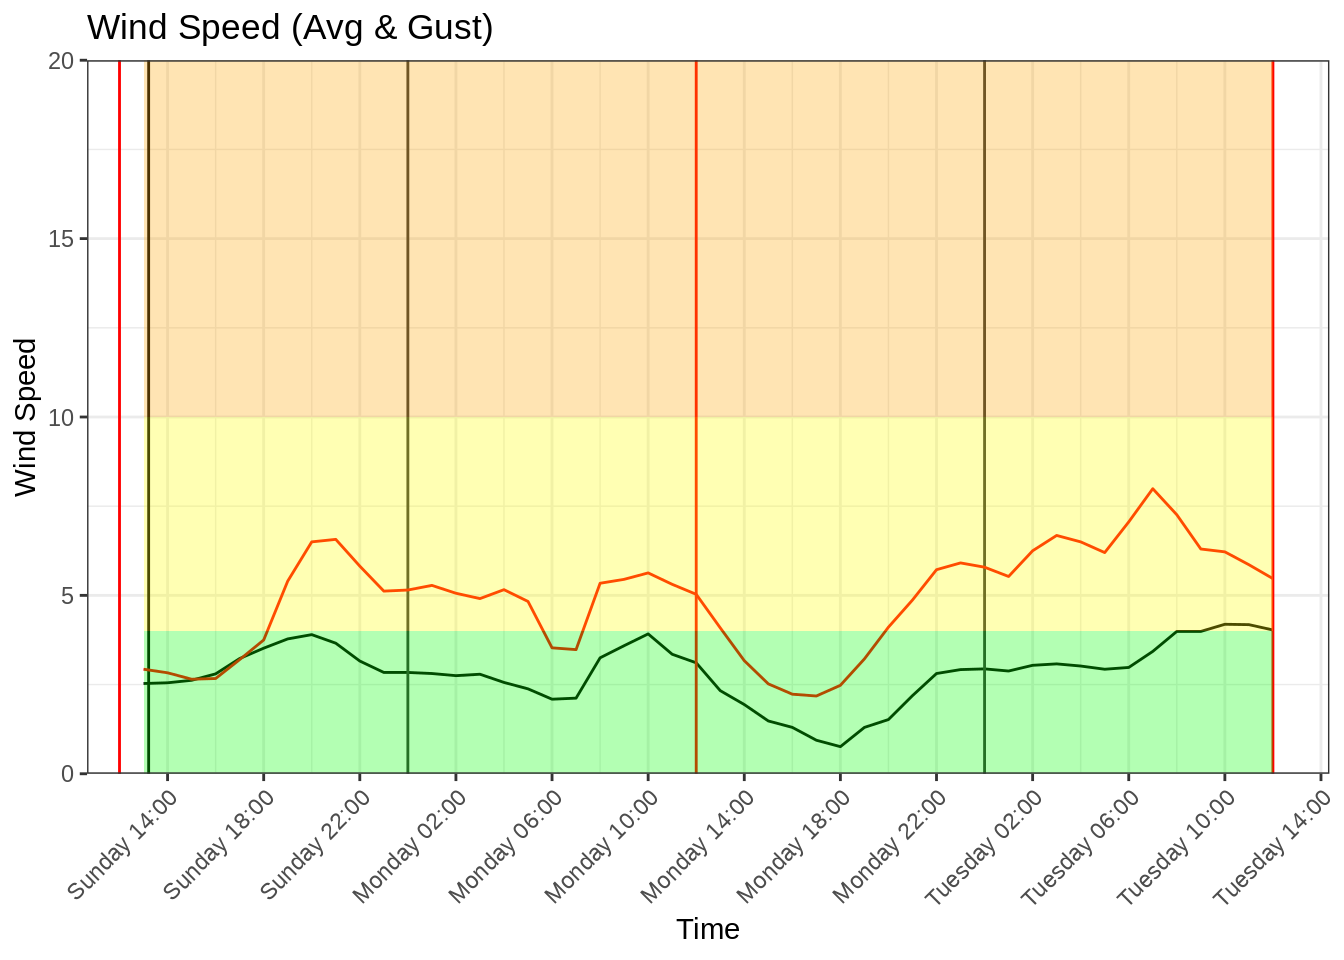 Wind Speed (Avg & Gust)
20
15
10
5
0
Wind Speed
Sunday 14:00
Sunday 18:00
Sunday 22:00
Monday 02:00
Monday 06:00
Monday 10:00
Monday 14:00
Monday 18:00
Monday 22:00
Tuesday 02:00
Tuesday 06:00
Tuesday 10:00
Tuesday 14:00
Time